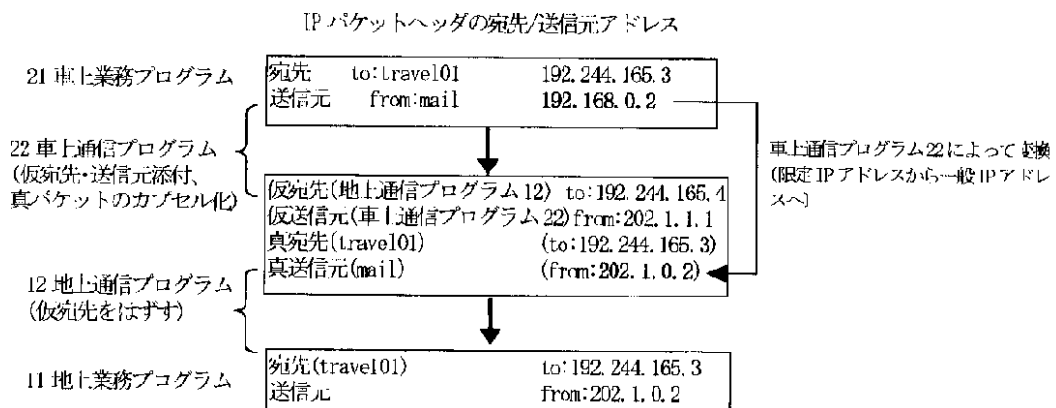 IP パケットヘッダの宛先/送信元アドレス
21 車上業務プログラム
宛先 to:travel01 192.244.165.3
送信元 from:mail 192.168.0.2
22 車上通信プログラム
(仮宛先・送信元添付、
真パケットのカプセル化)
車上通信プログラム22によって変換
(限定IPアドレスから一般IPアドレ
スへ)
仮宛先(地上通信プログラム12) to:192.244.165.4
仮送信元(車上通信プログラム22)from:202.1.1.1
真宛先(travel01) (to:192.244.165.3)
真送信元(mail) (from:202.1.0.2)
12 地上通信プログラム
(仮宛先をはずす)
11 地上業務プログラム
宛先(travel01) to:192.244.165.3
送信元 from:202.1.0.2